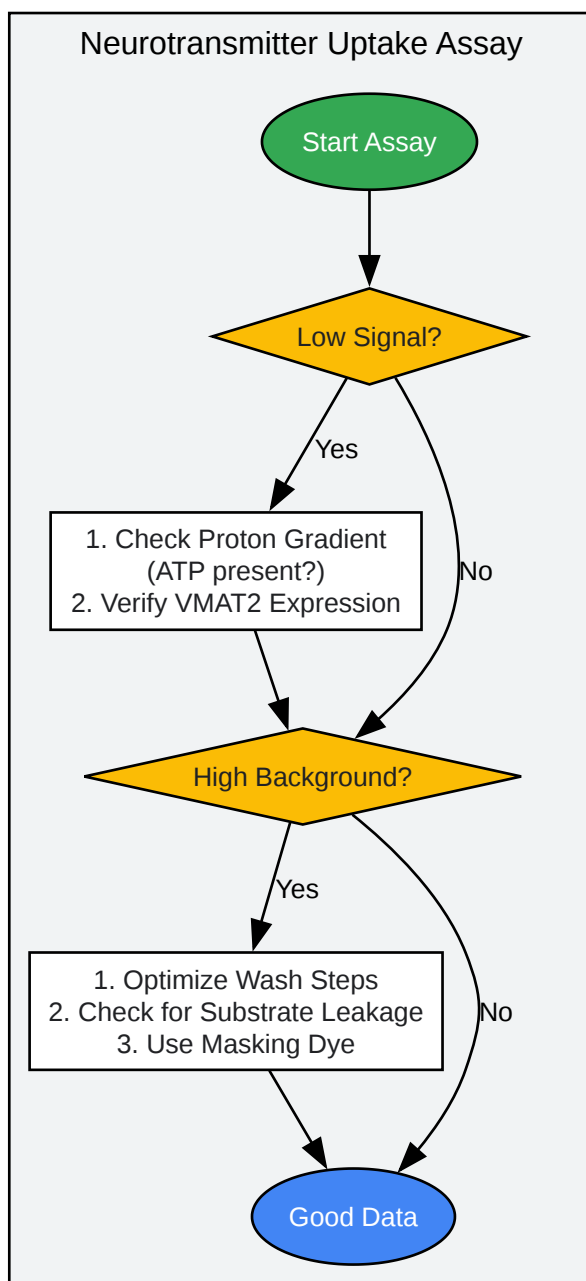 Neurotransmitter Uptake Assay
Start Assay
Low Signal?
Yes
1. Check Proton Gradient
(ATP present?)
2. Verify VMAT2 Expression
No
High Background?
Yes
1. Optimize Wash Steps
2. Check for Substrate Leakage
3. Use Masking Dye
No
Good Data